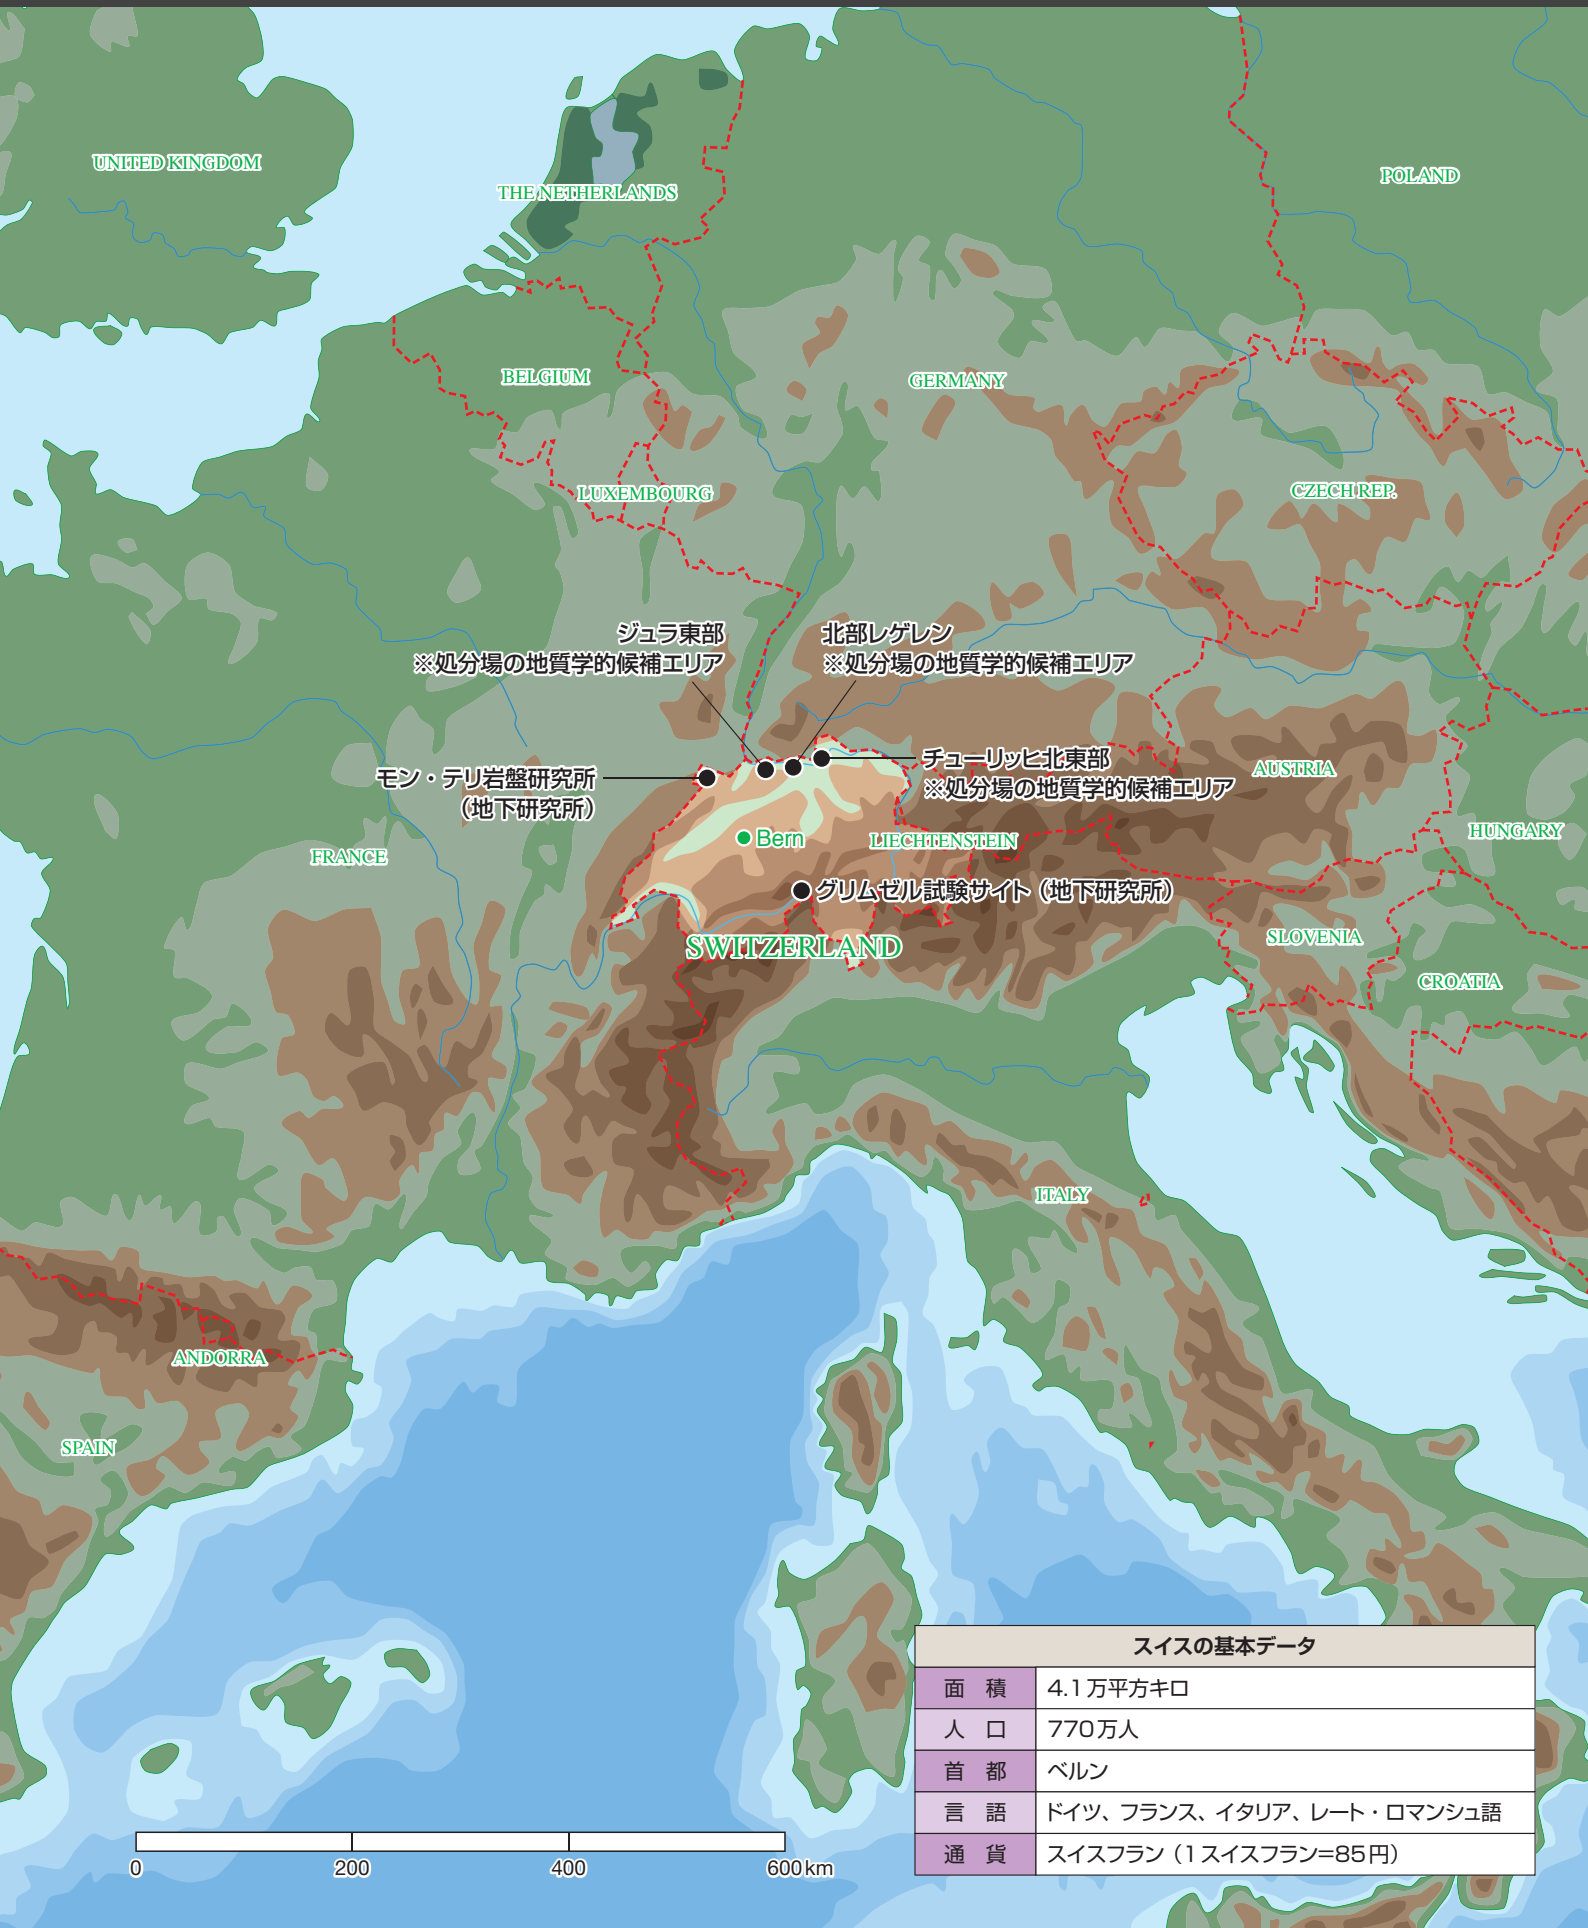 UNITED KINGDOM
THE NETHERLANDS
POLAND
BELGIUM
GERMANY
LUXEMBOURG
CZECH REP.
ジュラ東部
※処分場の地質学的候補エリア
北部レゲレン
※処分場の地質学的候補エリア
モン・テリ岩盤研究所
（地下研究所）
チューリッヒ北東部
※処分場の地質学的候補エリア
AUSTRIA
HUNGARY
Bern
LIECHTENSTEIN
FRANCE
グリムゼル試験サイト（地下研究所）
SWITZERLAND
SLOVENIA
CROATIA
ITALY
ANDORRA
SPAIN
スイスの基本データ
面 積 4.1万平方キロ
人 口 770万人
首 都 ベルン
言 語 ドイツ、フランス、イタリア、レート・ロマンシュ語
通 貨 スイスフラン（1スイスフラン=85円）
0 200 400 600km